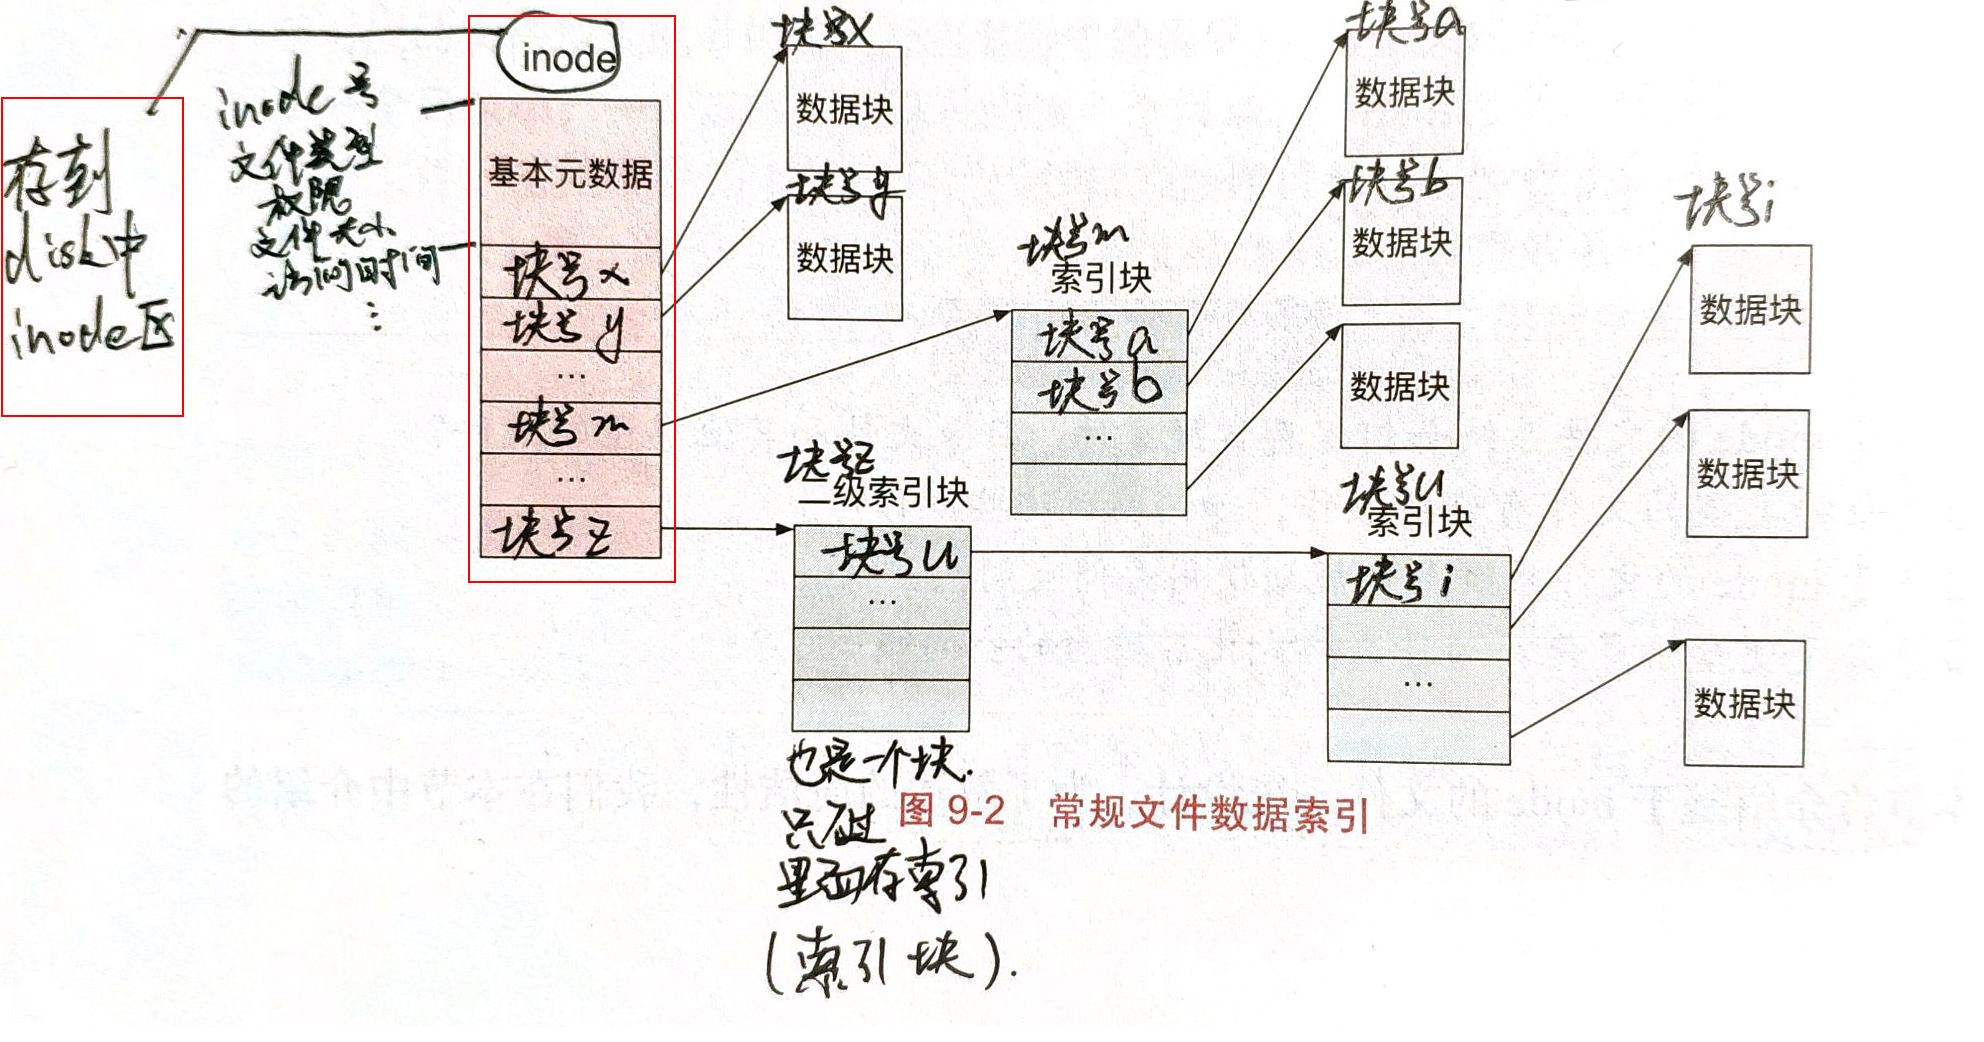 inode
存到
disk中
inode区
inode号
文件类型
权限
文件大小
访问时间
⋮
基本元数据
块号x
块号y
…
块号m
…
块号z
块号x
数据块
块号y
数据块
块号m
索引块
块号a
块号b
…
块号a
数据块
块号b
数据块
数据块
块号z
二级索引块
块号u
…
块号u
索引块
块号i
…
块号i
数据块
数据块
数据块
也是一个块.
只不过
里面存索引
(索引块).
图 9-2 常规文件数据索引